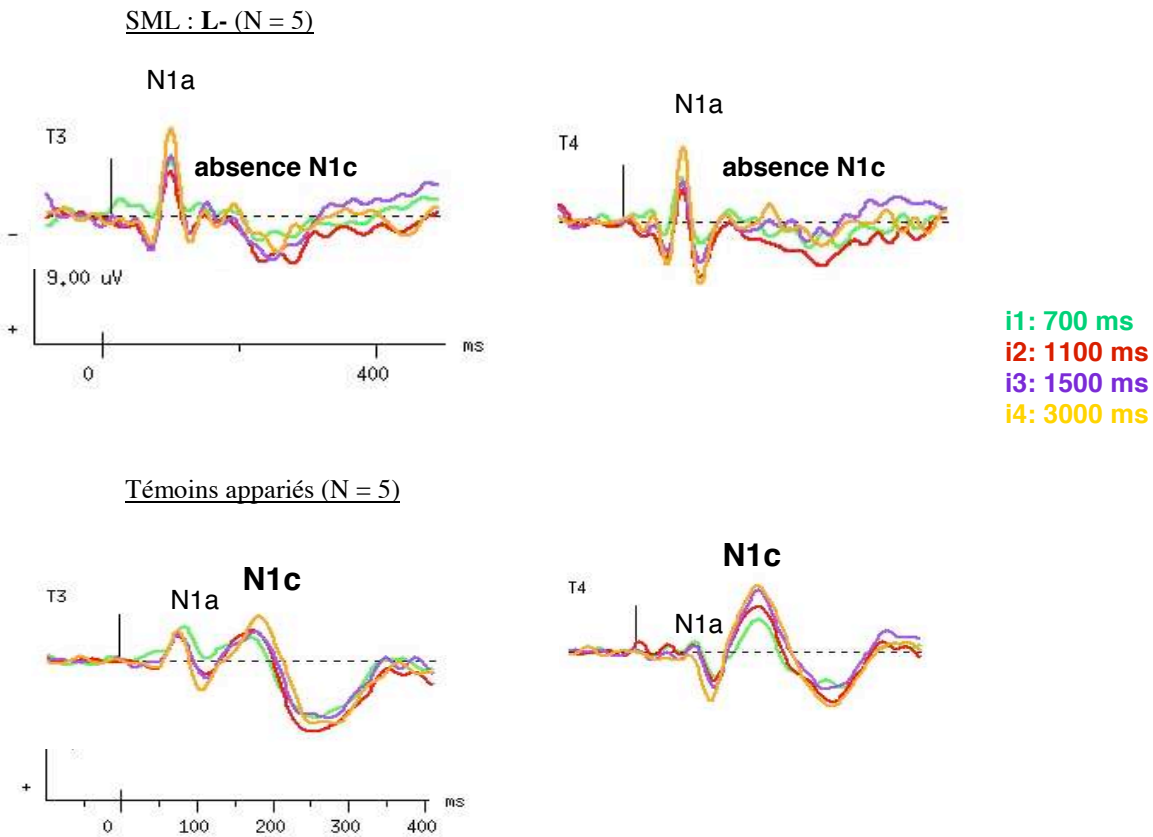 SML : L- (N = 5)
N1a
N1a
T3
T4
absence N1c
absence N1c
-
9.00 uV
+
ms
0
400
i1: 700 ms
i2: 1100 ms
i3: 1500 ms
i4: 3000 ms
Témoins appariés (N = 5)
N1c
N1c
T3
T4
N1a
N1a
+
ms
0 100 200 300 400